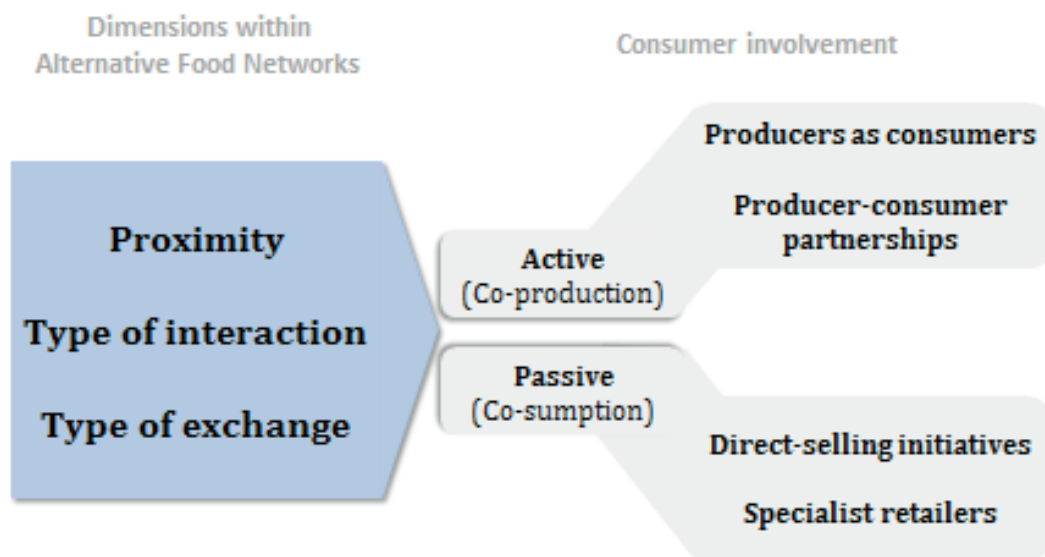 Dimensions within
Alternative Food Networks
Consumer involvement
Proximity
Type of interaction
Type of exchange
Active
(Co-production)
Passive
(Co-sumption)
Producers as consumers
Producer-consumer
partnerships
Direct-selling initiatives
Specialist retailers